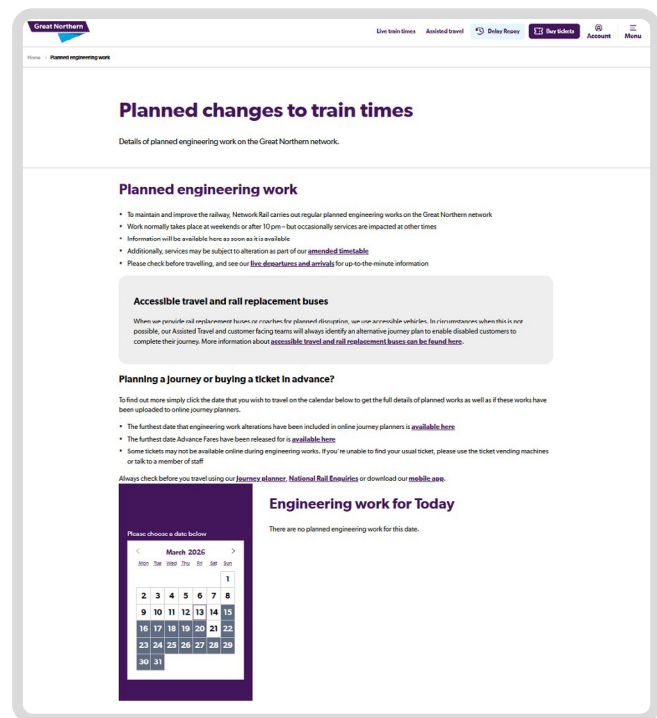 Great Northern
Live train times Assisted travel Delay Repay Buy tickets Account Menu
Home > Planned engineering work
Planned changes to train times
Details of planned engineering work on the Great Northern network.
Planned engineering work
• To maintain and improve the railway, Network Rail carries out regular planned engineering works on the Great Northern network
• Work normally takes place at weekends or after 10 pm – but occasionally services are impacted at other times
• Information will be available here as soon as it is available
• Additionally, services may be subject to alteration as part of our amended timetable
• Please check before travelling, and see our live departures and arrivals for up-to-the-minute information
Accessible travel and rail replacement buses
When we provide rail replacement buses or coaches for planned disruption, we use accessible vehicles. In circumstances when this is not
possible, our Assisted Travel and customer facing teams will always identify an alternative journey plan to enable disabled customers to
complete their journey. More information about accessible travel and rail replacement buses can be found here.
Planning a journey or buying a ticket in advance?
To find out more simply click the date that you wish to travel on the calendar below to get the full details of planned works as well as if these works have
been uploaded to online journey planners.
• The furthest date that engineering work alterations have been included in online journey planners is available here
• The furthest date Advance Fares have been released for is available here
• Some tickets may not be available online during engineering works. If you're unable to find your usual ticket, please use the ticket vending machines
or talk to a member of staff
Always check before you travel using our Journey planner, National Rail Enquiries or download our mobile app.
Engineering work for Today
There are no planned engineering work for this date.
Please choose a date below
< March 2026 >
Mon Tue Wed Thu Fri Sat Sun
1
2 3 4 5 6 7 8
9 10 11 12 13 14 15
16 17 18 19 20 21 22
23 24 25 26 27 28 29
30 31